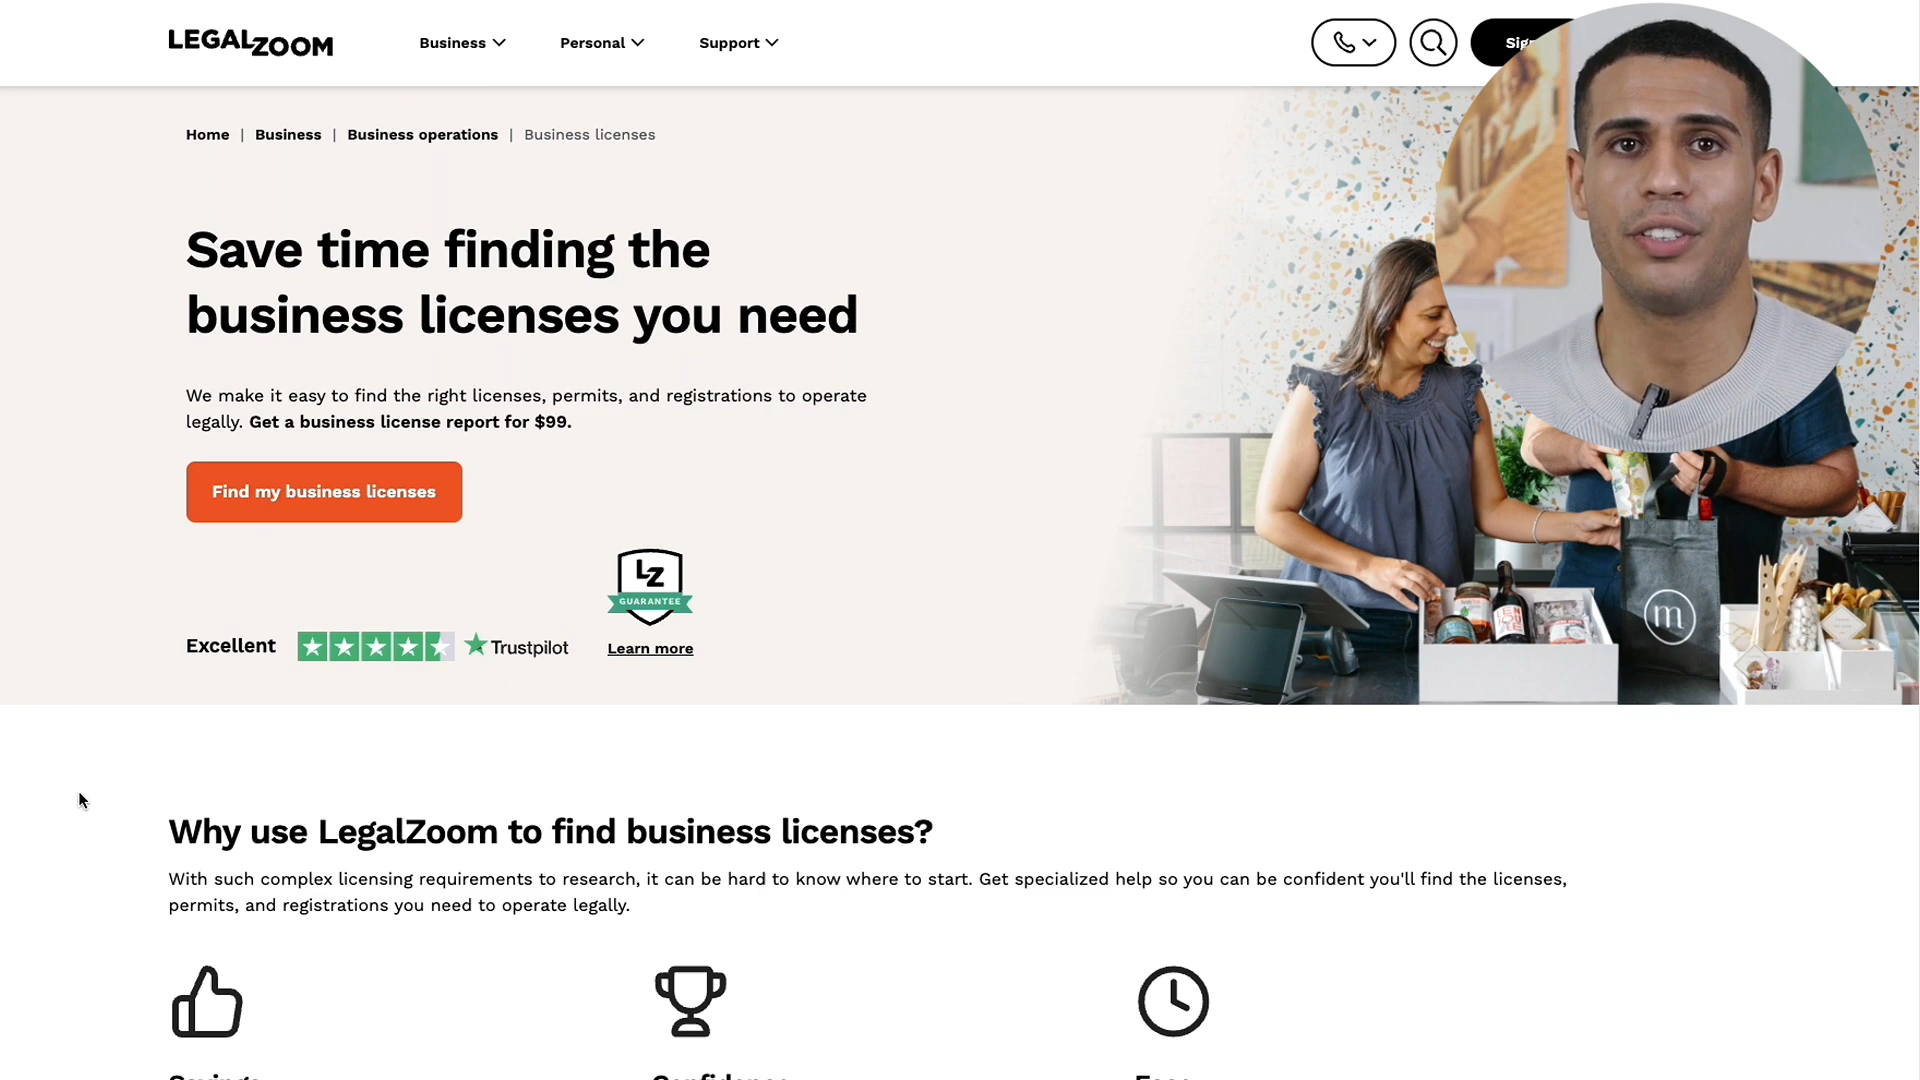 LEGALZOOM
Business
Personal
Support
Home | Business | Business operations | Business licenses
Save time finding the
business licenses you need
We make it easy to find the right licenses, permits, and registrations to operate
legally. Get a business license report for $99.
Find my business licenses
LZ
GUARANTEE
Excellent
Trustpilot
Learn more
m
Why use LegalZoom to find business licenses?
With such complex licensing requirements to research, it can be hard to know where to start. Get specialized help so you can be confident you'll find the licenses,
permits, and registrations you need to operate legally.